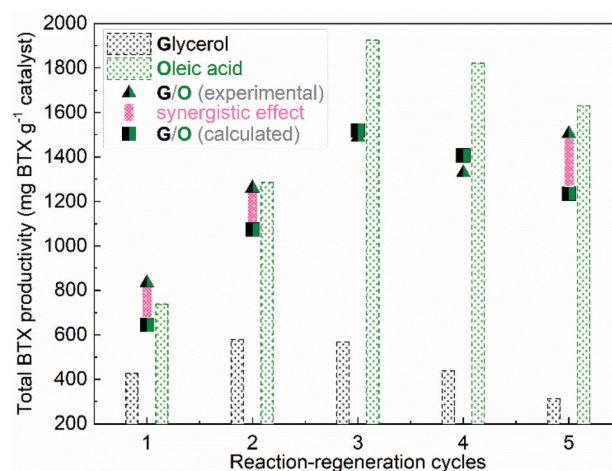 Total BTX productivity (mg BTX g⁻¹ catalyst)
2000
1800
1600
1400
1200
1000
800
600
400
200
Glycerol
Oleic acid
G/O (experimental)
synergistic effect
G/O (calculated)
1 2 3 4 5
Reaction-regeneration cycles